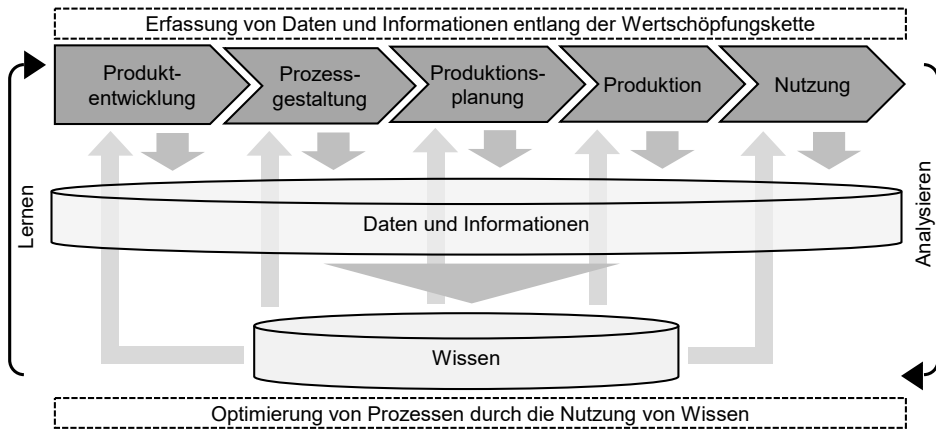 Erfassung von Daten und Informationen entlang der Wertschöpfungskette
Produkt-
entwicklung
Prozess-
gestaltung
Produktions-
planung
Produktion
Nutzung
Lernen
Analysieren
Daten und Informationen
Wissen
Optimierung von Prozessen durch die Nutzung von Wissen